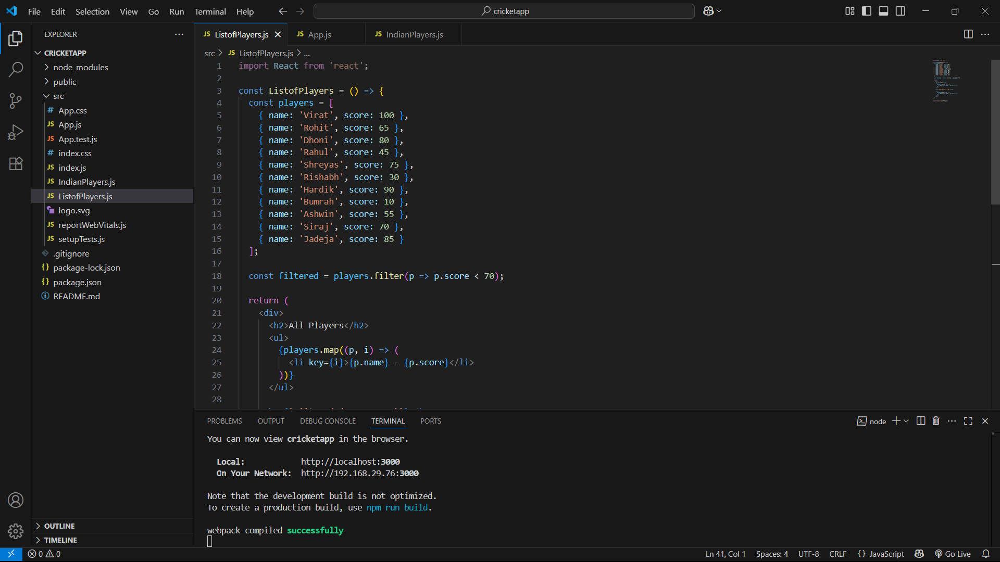 File Edit Selection View Go Run Terminal Help
cricketapp
EXPLORER
CRICKETAPP
node_modules
public
src
# App.css
JS App.js
JS App.test.js
# index.css
JS index.js
JS IndianPlayers.js
JS ListofPlayers.js
logo.svg
JS reportWebVitals.js
JS setupTests.js
.gitignore
{} package-lock.json
{} package.json
README.md
OUTLINE
TIMELINE
JS ListofPlayers.js
JS App.js
JS IndianPlayers.js
src > JS ListofPlayers.js > ...
1 import React from 'react';
2
3 const ListofPlayers = () => {
4 const players = [
5 { name: 'Virat', score: 100 },
6 { name: 'Rohit', score: 65 },
7 { name: 'Dhoni', score: 80 },
8 { name: 'Rahul', score: 45 },
9 { name: 'Shreyas', score: 75 },
10 { name: 'Rishabh', score: 30 },
11 { name: 'Hardik', score: 90 },
12 { name: 'Bumrah', score: 10 },
13 { name: 'Ashwin', score: 55 },
14 { name: 'Siraj', score: 70 },
15 { name: 'Jadeja', score: 85 }
16 ];
17
18 const filtered = players.filter(p => p.score < 70);
19
20 return (
21 <div>
22 <h2>All Players</h2>
23 <ul>
24 {players.map((p, i) => (
25 <li key={i}>{p.name} - {p.score}</li>
26 ))}
27 </ul>
28
PROBLEMS OUTPUT DEBUG CONSOLE TERMINAL PORTS
node
You can now view cricketapp in the browser.
Local: http://localhost:3000
On Your Network: http://192.168.29.76:3000
Note that the development build is not optimized.
To create a production build, use npm run build.
webpack compiled successfully
0 0
Ln 41, Col 1 Spaces: 4 UTF-8 CRLF {} JavaScript Go Live